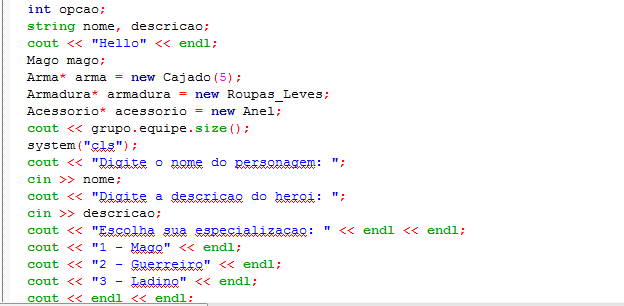 int opcao;
string nome, descricao;
cout << "Hello" << endl;
Mago mago;
Arma* arma = new Cajado(5);
Armadura* armadura = new Roupas_Leves;
Acessorio* acessorio = new Anel;
cout << grupo.equipe.size();
system("cls");
cout << "Digite o nome do personagem: ";
cin >> nome;
cout << "Digite a descricao do heroi: ";
cin >> descricao;
cout << "Escolha sua especializacao: " << endl << endl;
cout << "1 - Mago" << endl;
cout << "2 - Guerreiro" << endl;
cout << "3 - Ladino" << endl;
cout << endl << endl;